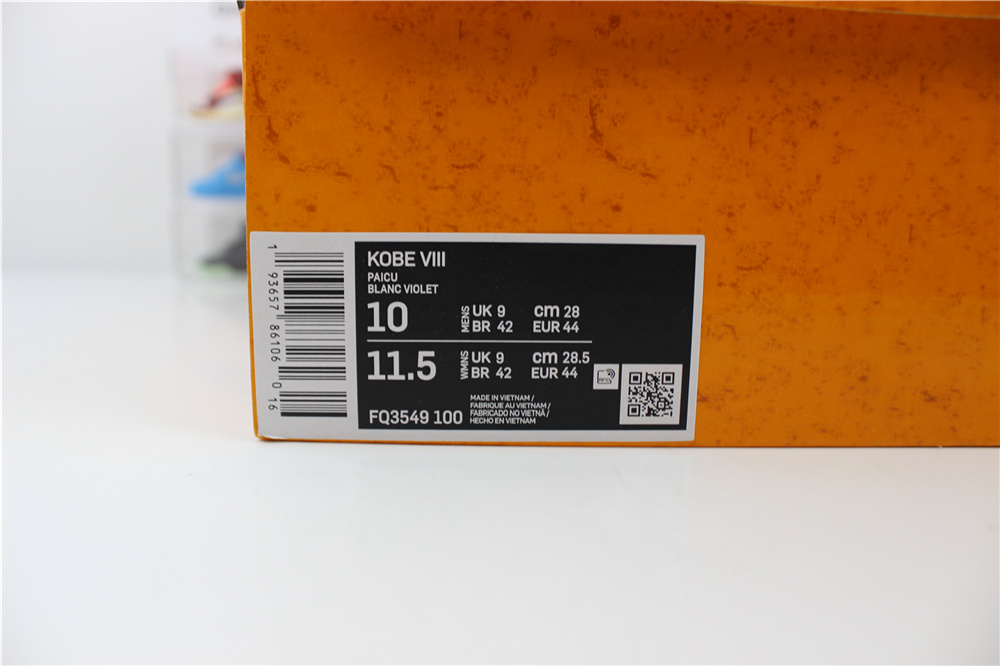 KOBE VIII
PAICU
BLANC VIOLET
10
MENS
UK 9 cm 28
BR 42 EUR 44
11.5
WMNS
UK 9 cm 28.5
BR 42 EUR 44
FQ3549 100
MADE IN VIETNAM /
FABRIQUE AU VIETNAM /
FABRICADO NO VIETNÃ /
HECHO EN VIETNAM
1 93657 86106 0 16